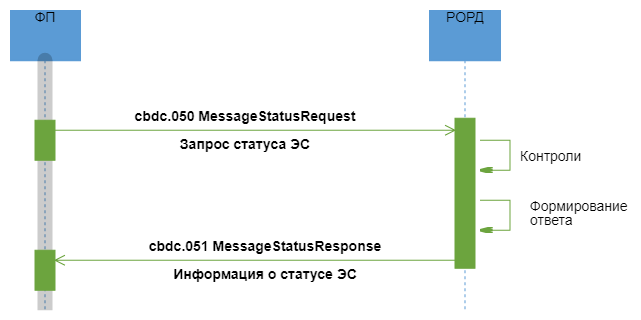 ФП
РОРД
cbdc.050 MessageStatusRequest
Запрос статуса ЭС
Контроли
Формирование
ответа
cbdc.051 MessageStatusResponse
Информация о статусе ЭС